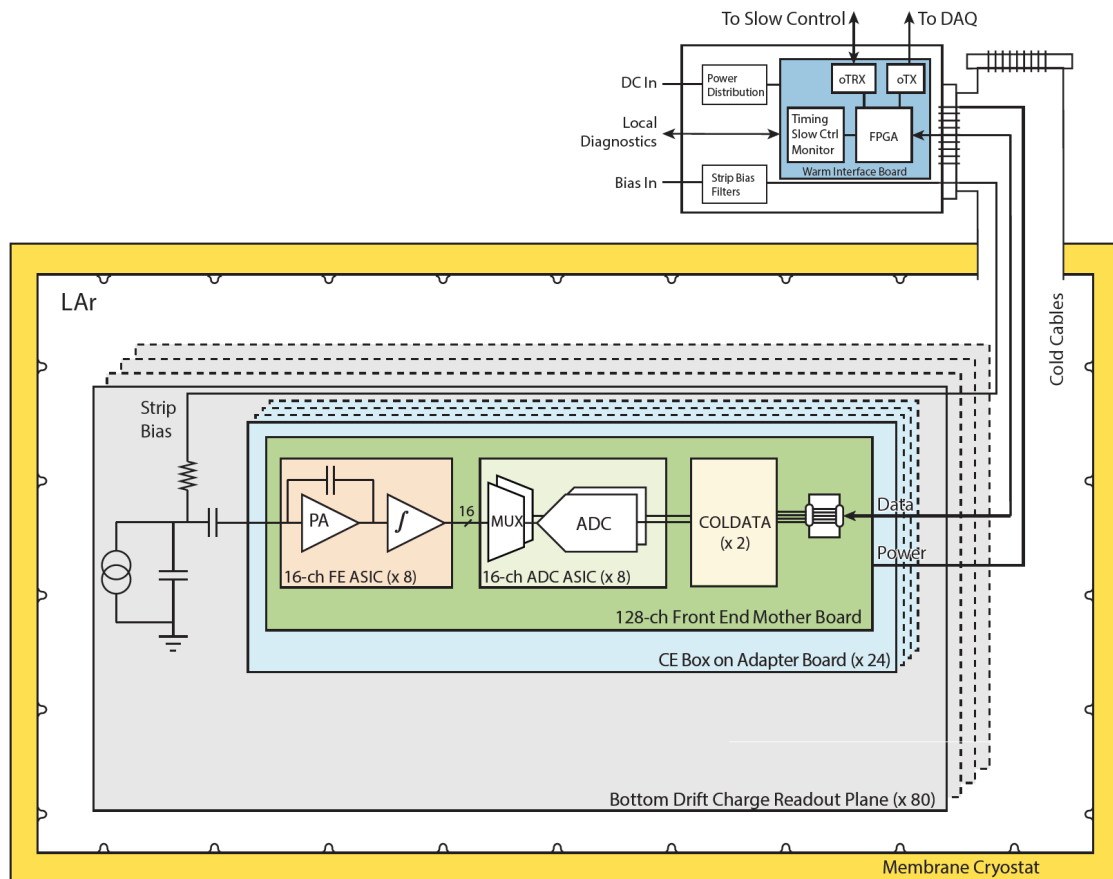 To Slow Control
To DAQ
DC In
Power
Distribution
oTRX
oTX
Local
Diagnostics
Timing
Slow Ctrl
Monitor
FPGA
Warm Interface Board
Bias In
Strip Bias
Filters
LAr
Cold Cables
Strip
Bias
PA
∫
16
MUX
ADC
COLDATA
(x 2)
Data
Power
16-ch FE ASIC (x 8)
16-ch ADC ASIC (x 8)
128-ch Front End Mother Board
CE Box on Adapter Board (x 24)
Bottom Drift Charge Readout Plane (x 80)
Membrane Cryostat